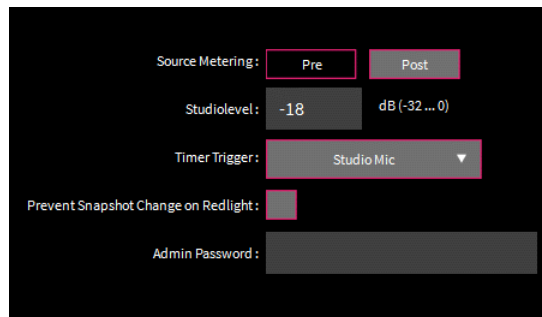 Source Metering: Pre Post
Studiolevel: -18 dB (-32 ... 0)
Timer Trigger: Studio Mic ▼
Prevent Snapshot Change on Redlight:
Admin Password: